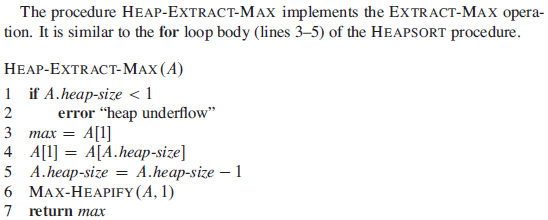 The procedure HEAP-EXTRACT-MAX implements the EXTRACT-MAX opera-
tion. It is similar to the for loop body (lines 3–5) of the HEAPSORT procedure.
HEAP-EXTRACT-MAX(A)
1 if A.heap-size < 1
2 error “heap underflow”
3 max = A[1]
4 A[1] = A[A.heap-size]
5 A.heap-size = A.heap-size − 1
6 MAX-HEAPIFY(A, 1)
7 return max